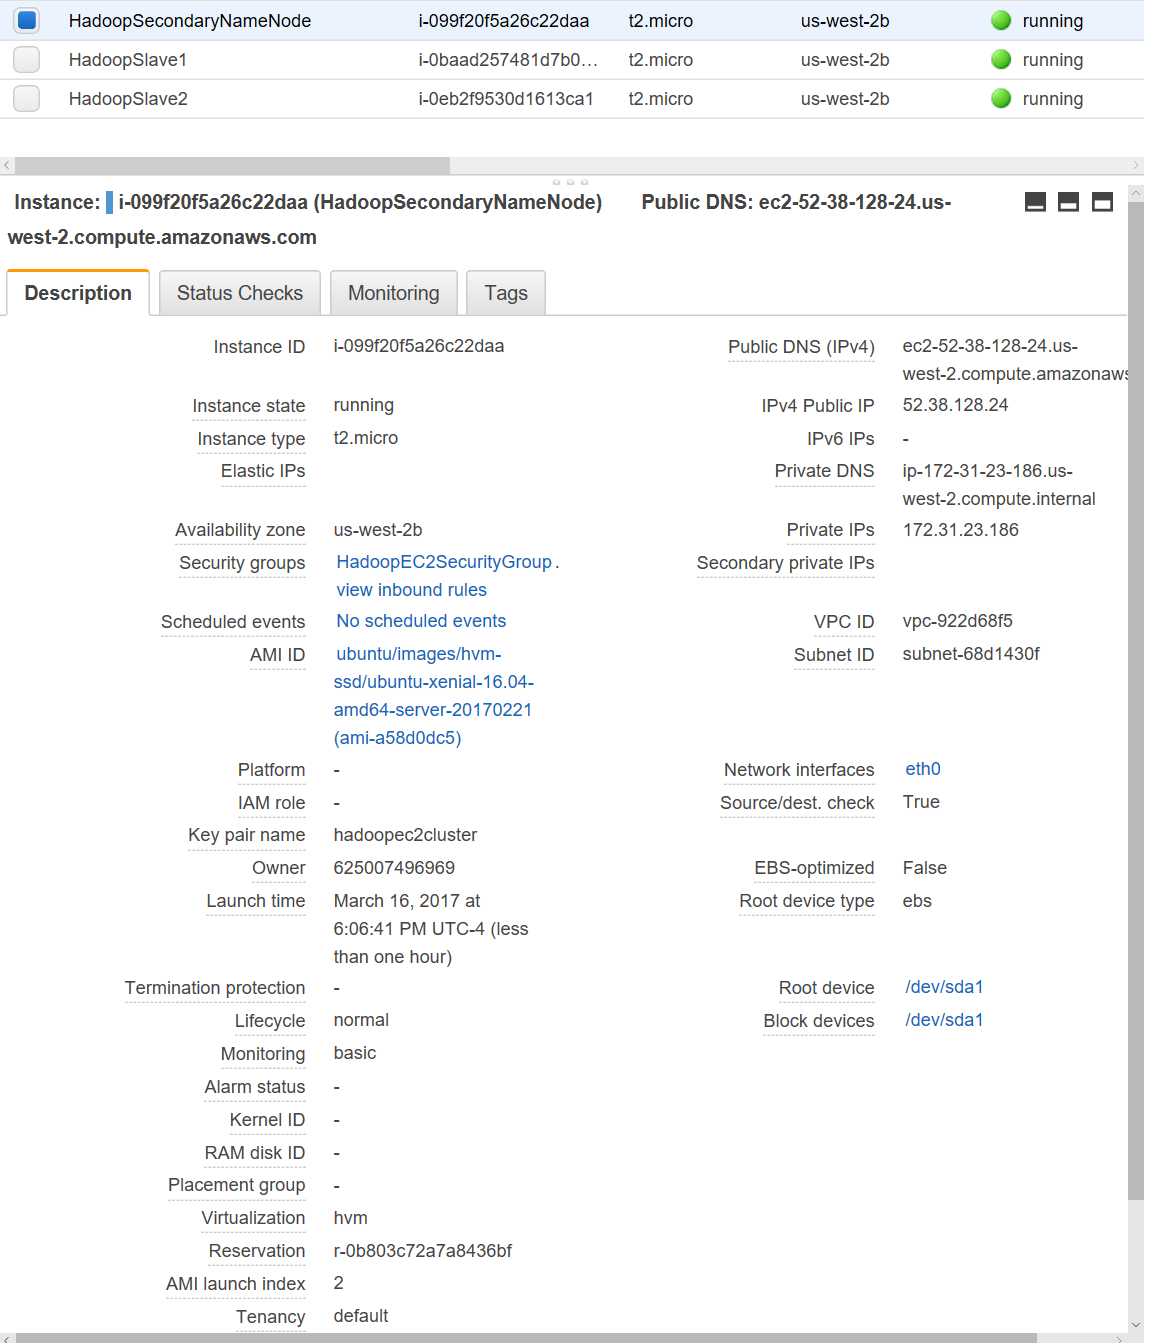 HadoopSecondaryNameNode i-099f20f5a26c22daa t2.micro us-west-2b running
HadoopSlave1 i-0baad257481d7b0... t2.micro us-west-2b running
HadoopSlave2 i-0eb2f9530d1613ca1 t2.micro us-west-2b running
Instance: i-099f20f5a26c22daa (HadoopSecondaryNameNode) Public DNS: ec2-52-38-128-24.us-
west-2.compute.amazonaws.com
Description Status Checks Monitoring Tags
Instance ID i-099f20f5a26c22daa Public DNS (IPv4) ec2-52-38-128-24.us-
west-2.compute.amazonaws
Instance state running IPv4 Public IP 52.38.128.24
Instance type t2.micro IPv6 IPs -
Elastic IPs Private DNS ip-172-31-23-186.us-
west-2.compute.internal
Availability zone us-west-2b Private IPs 172.31.23.186
Security groups HadoopEC2SecurityGroup. Secondary private IPs
view inbound rules
Scheduled events No scheduled events VPC ID vpc-922d68f5
AMI ID ubuntu/images/hvm- Subnet ID subnet-68d1430f
ssd/ubuntu-xenial-16.04-
amd64-server-20170221
(ami-a58d0dc5)
Platform - Network interfaces eth0
IAM role - Source/dest. check True
Key pair name hadoopec2cluster
Owner 625007496969 EBS-optimized False
Launch time March 16, 2017 at Root device type ebs
6:06:41 PM UTC-4 (less
than one hour)
Termination protection - Root device /dev/sda1
Lifecycle normal Block devices /dev/sda1
Monitoring basic
Alarm status -
Kernel ID -
RAM disk ID -
Placement group -
Virtualization hvm
Reservation r-0b803c72a7a8436bf
AMI launch index 2
Tenancy default